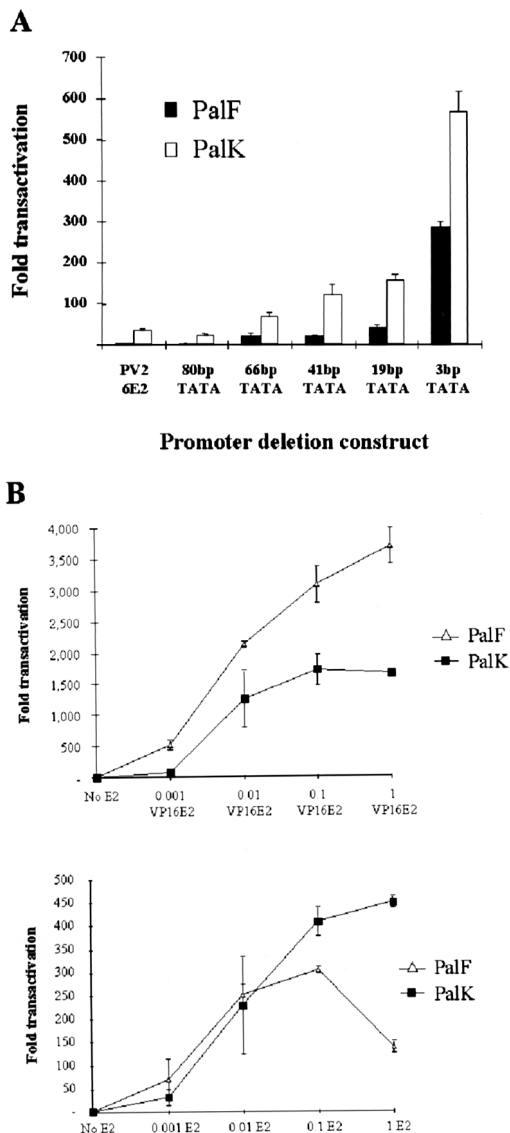 A
700
600
500
400
300
200
100
Fold transactivation
PalF
PalK
PV2 80bp 66bp 41bp 19bp 3bp
6E2 TATA TATA TATA TATA TATA
Promoter deletion construct
B
4,000
3,500
3,000
2,500
2,000
1,500
1,000
500
-
Fold transactivation
PalF
PalK
No E2 0.001 0.01 0.1 1
VP16E2 VP16E2 VP16E2 VP16E2
500
450
400
350
300
250
200
150
100
50
-
Fold transactivation
PalF
PalK
No E2 0.001 E2 0.01 E2 0.1 E2 1 E2